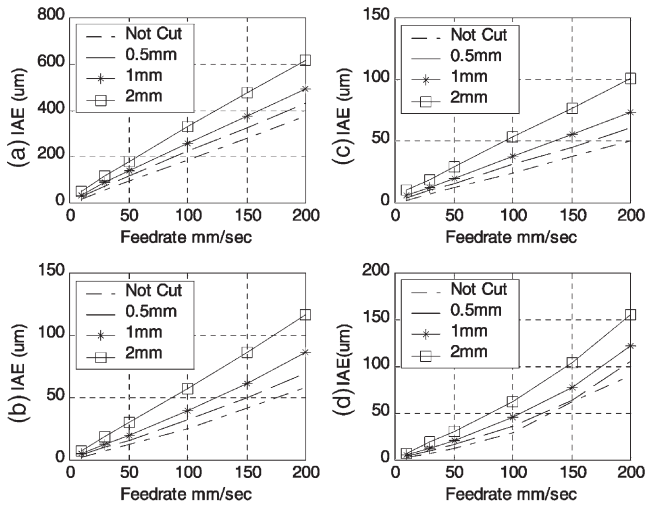 800
600
400
200
0
(a) IAE (um)
Not Cut
0.5mm
1mm
2mm
0 50 100 150 200
Feedrate mm/sec
150
100
50
0
(c) IAE (um)
Not Cut
0.5mm
1mm
2mm
0 50 100 150 200
Feedrate mm/sec
150
100
50
0
(b) IAE (um)
Not Cut
0.5mm
1mm
2mm
0 50 100 150 200
Feedrate mm/sec
200
150
100
50
0
(d) IAE(um)
Not Cut
0.5mm
1mm
2mm
0 50 100 150 200
Feedrate mm/sec